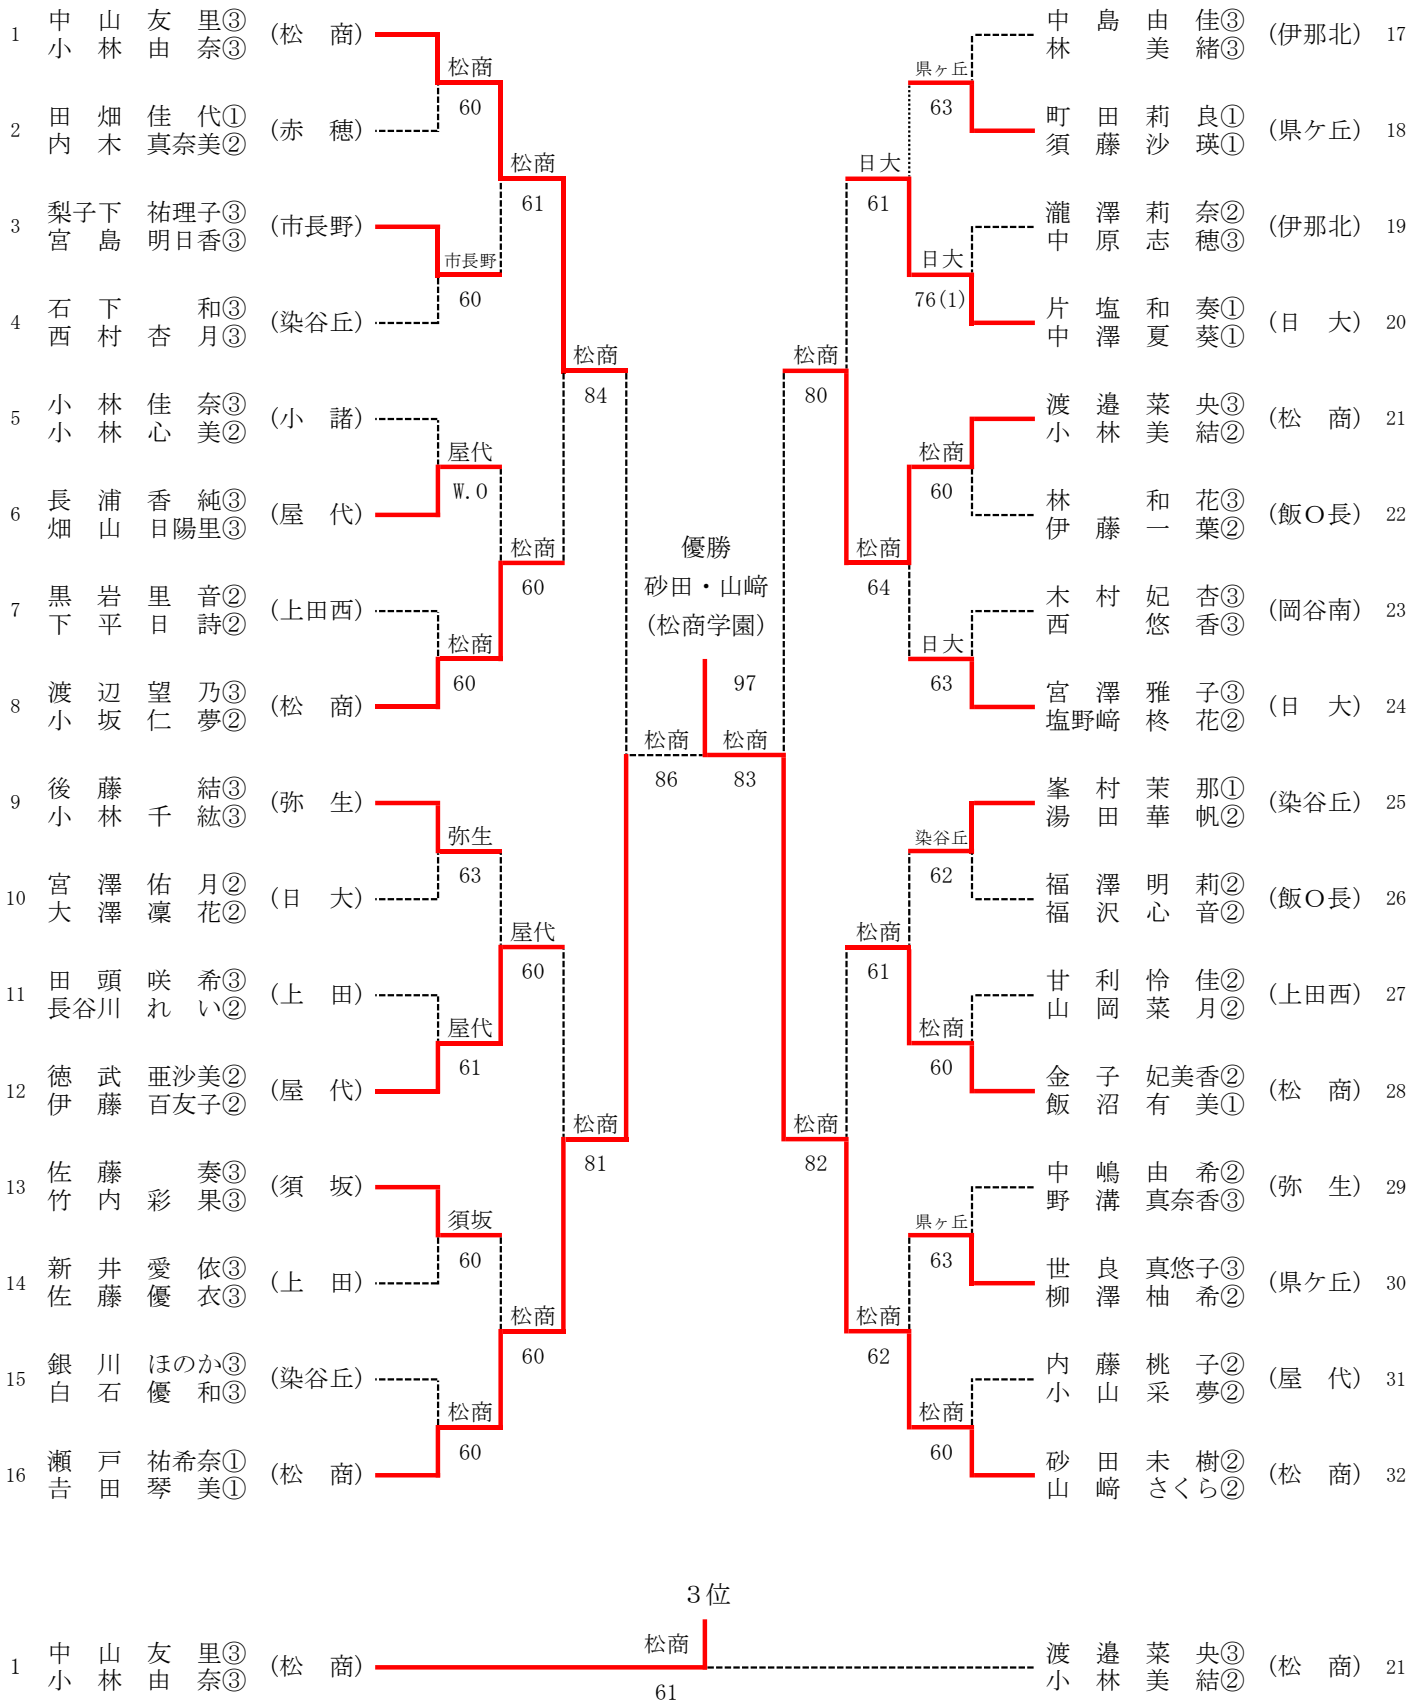 1 中山友里③ (松商)
小林由奈③
2 田畑佳代① (赤穂)
内木真奈美②
3 梨子下祐理子③ (市長野)
宮島明日香③
4 石下和③ (染谷丘)
西村杏月③
5 小林佳奈③ (小諸)
小林心美②
6 長浦香純③ (屋代)
畑山日陽里③
7 黒岩里音② (上田西)
下平日詩②
8 渡辺望乃③ (松商)
小坂仁夢②
9 後藤結③ (弥生)
小林千紘③
10 宮澤佑月② (日大)
大澤凜花②
11 田頭咲希③ (上田)
長谷川れい②
12 徳武亜沙美② (屋代)
伊藤百友子②
13 佐藤奏③ (須坂)
竹内彩果③
14 新井愛依③ (上田)
佐藤優衣③
15 銀川ほのか③ (染谷丘)
白石優和③
16 瀬戸祐希奈① (松商)
吉田琴美①
松商
60
市長野
60
屋代
W.O
松商
60
弥生
63
屋代
61
須坂
60
松商
60
松商
61
松商
60
屋代
60
松商
60
松商
84
松商
81
松商
86
優勝
砂田・山﨑
(松商学園)
97
松商
83
松商
80
松商
82
日大
61
松商
64
松商
61
松商
62
県ヶ丘
63
日大
76(1)
松商
60
日大
63
染谷丘
62
松商
60
県ヶ丘
63
松商
60
中島由佳③ (伊那北) 17
林美緒③
町田莉良① (県ケ丘) 18
須藤沙瑛①
瀧澤莉奈② (伊那北) 19
中原志穂③
片塩和奏① (日大) 20
中澤夏葵①
渡邉菜央③ (松商) 21
小林美結②
林和花③ (飯O長) 22
伊藤一葉②
木村妃杏③ (岡谷南) 23
西悠香③
宮澤雅子③ (日大) 24
塩野﨑柊花②
峯村茉那① (染谷丘) 25
湯田華帆②
福澤明莉② (飯O長) 26
福沢心音②
甘利怜佳② (上田西) 27
山岡菜月②
金子妃美香② (松商) 28
飯沼有美①
中嶋由希② (弥生) 29
野溝真奈香③
世良真悠子③ (県ケ丘) 30
柳澤柚希②
内藤桃子② (屋代) 31
小山采夢②
砂田未樹② (松商) 32
山﨑さくら②
３位
1 中山友里③ (松商)
小林由奈③
松商
61
渡邉菜央③ (松商) 21
小林美結②